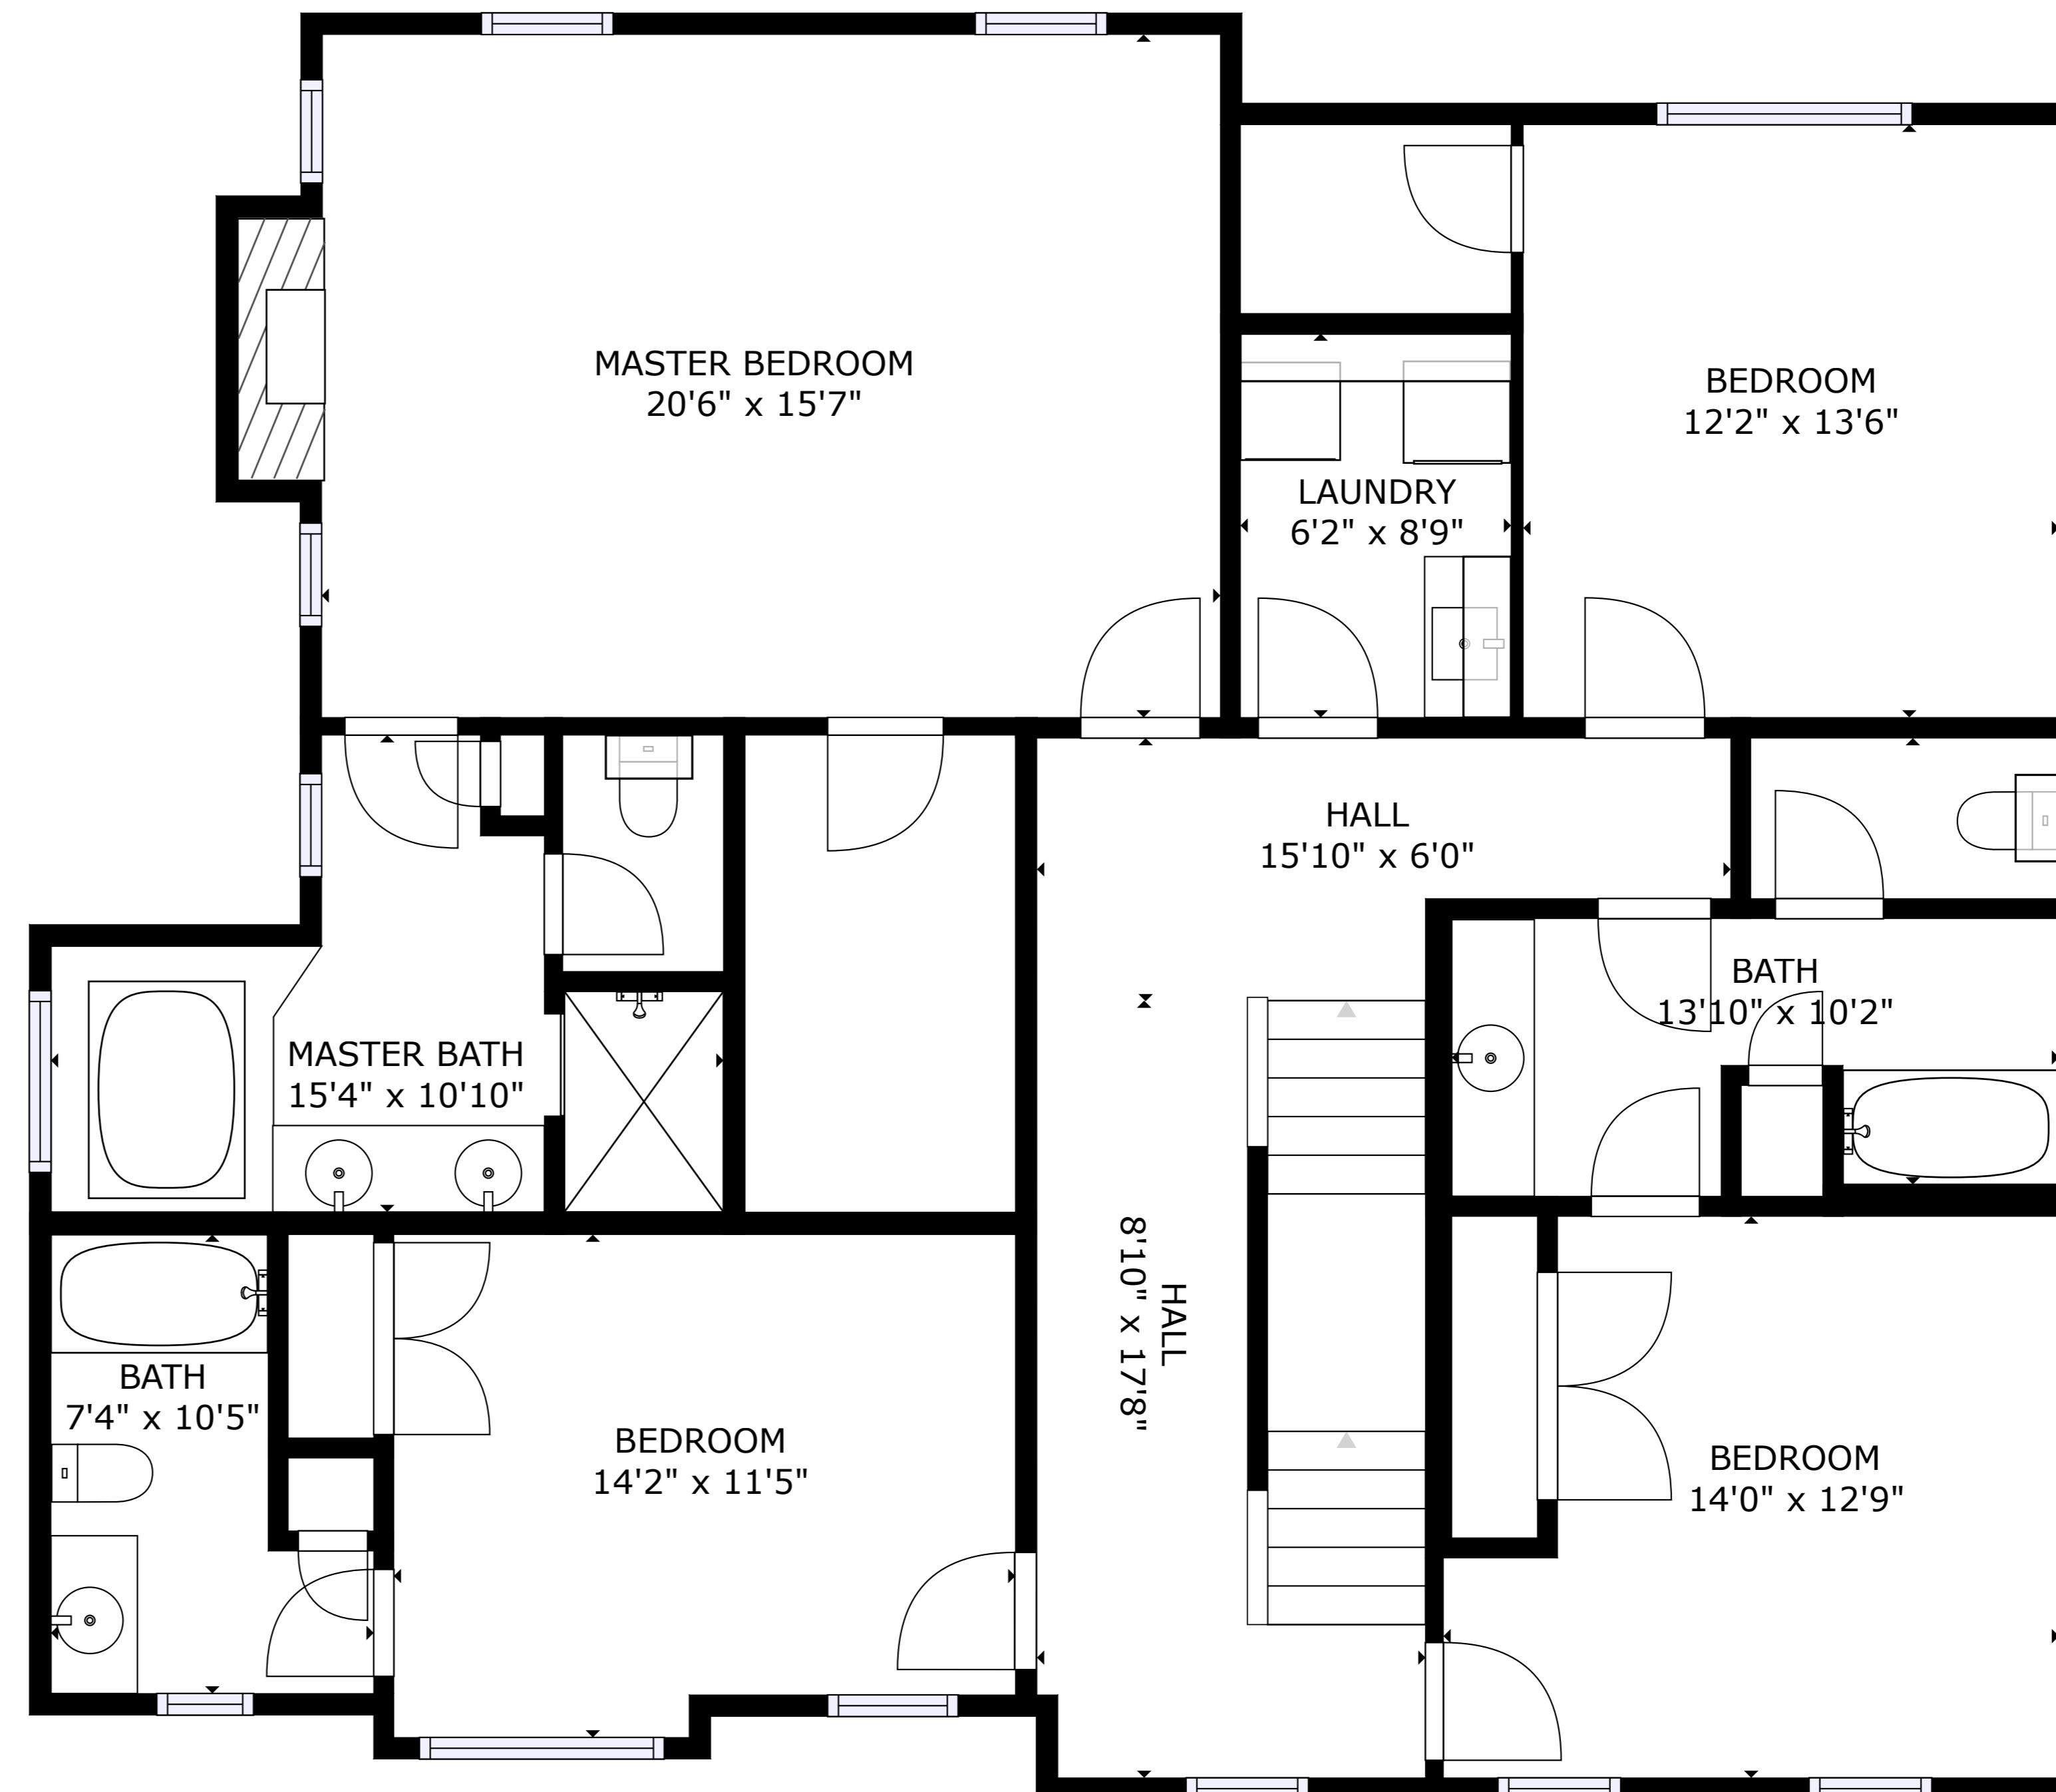 MASTER BEDROOM
20'6" x 15'7"
BEDROOM
12'2" x 13'6"
LAUNDRY
6'2" x 8'9"
HALL
15'10" x 6'0"
BATH
13'10" x 10'2"
MASTER BATH
15'4" x 10'10"
HALL
8'10" x 17'8"
BATH
7'4" x 10'5"
BEDROOM
14'2" x 11'5"
BEDROOM
14'0" x 12'9"